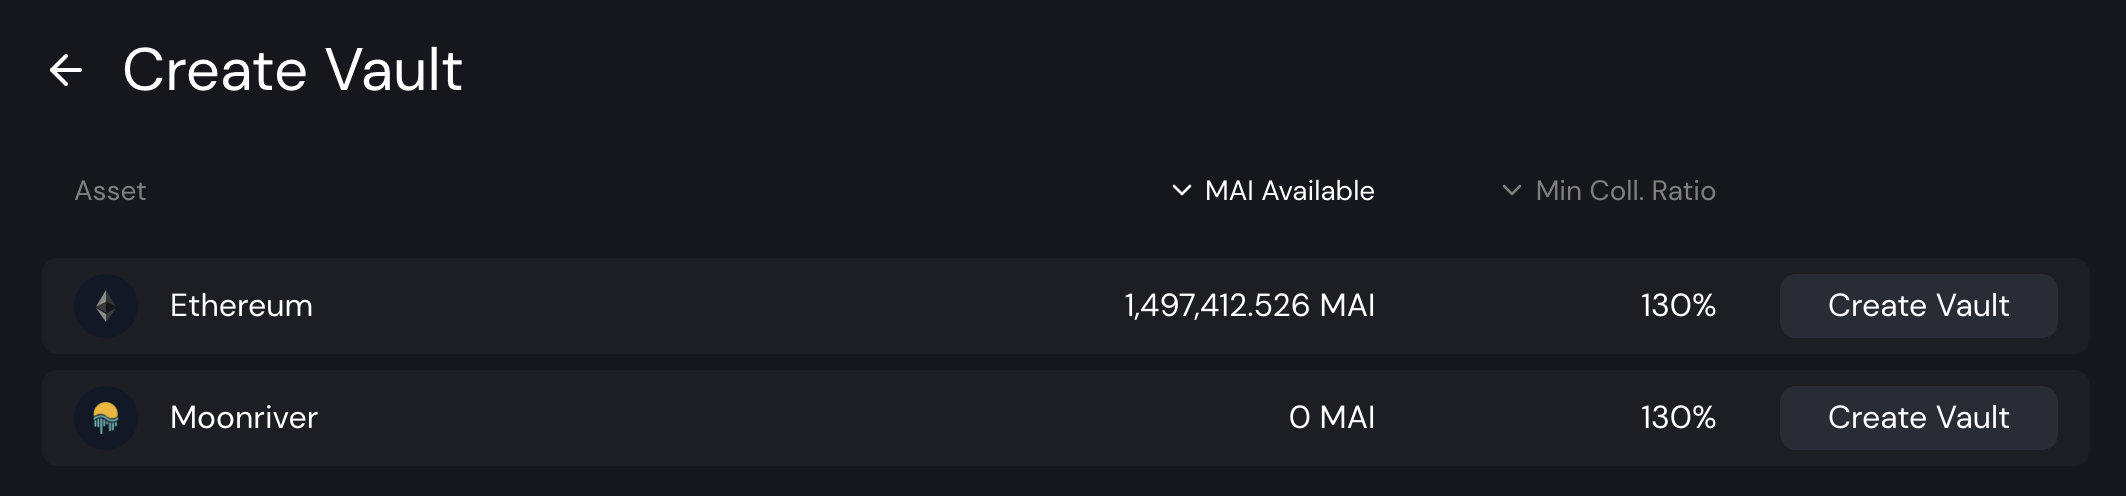 Create Vault
Asset MAI Available Min Coll. Ratio
Ethereum 1,497,412.526 MAI 130% Create Vault
Moonriver 0 MAI 130% Create Vault